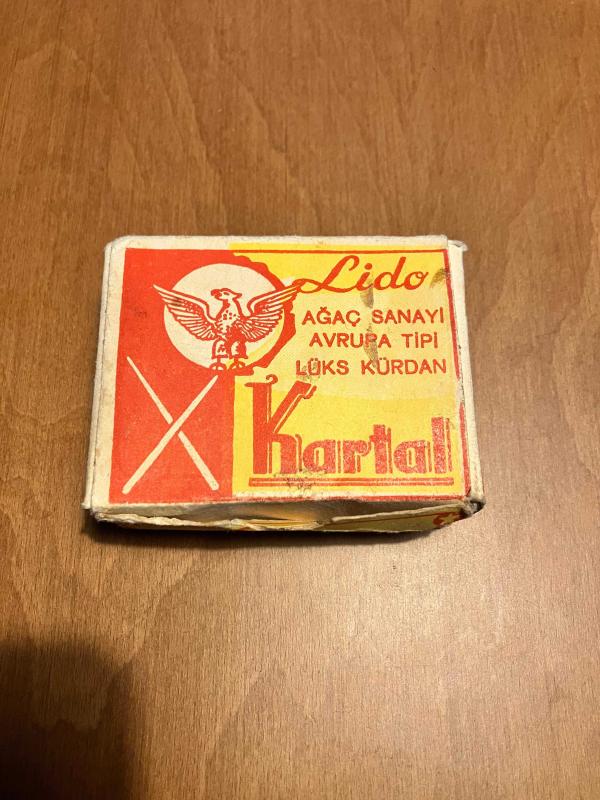 Lido
AĞAÇ SANAYİ
AVRUPA TİPİ
LÜKS KÜRDAN
Kartal